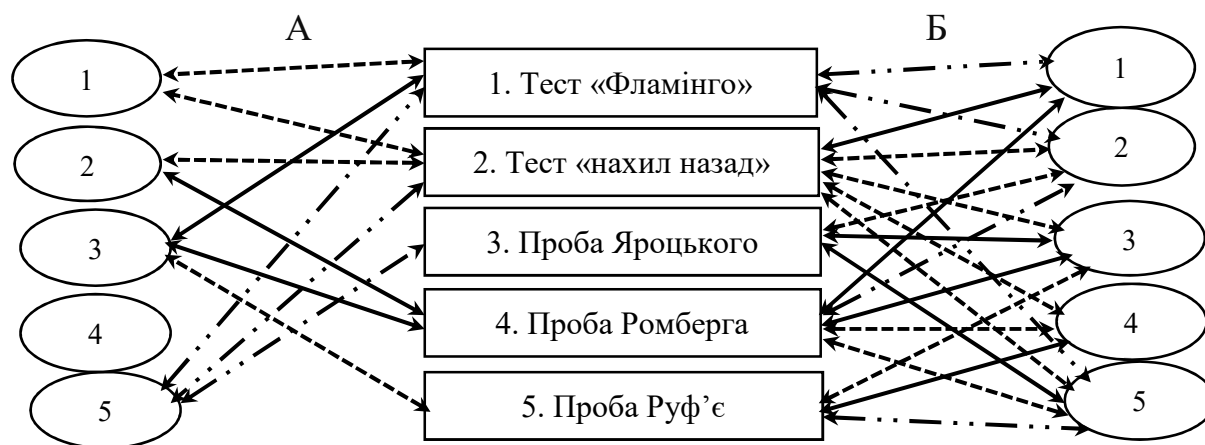 А
Б
1
2
3
4
5
1. Тест «Фламінго»
2. Тест «нахил назад»
3. Проба Яроцького
4. Проба Ромберга
5. Проба Руф’є
1
2
3
4
5